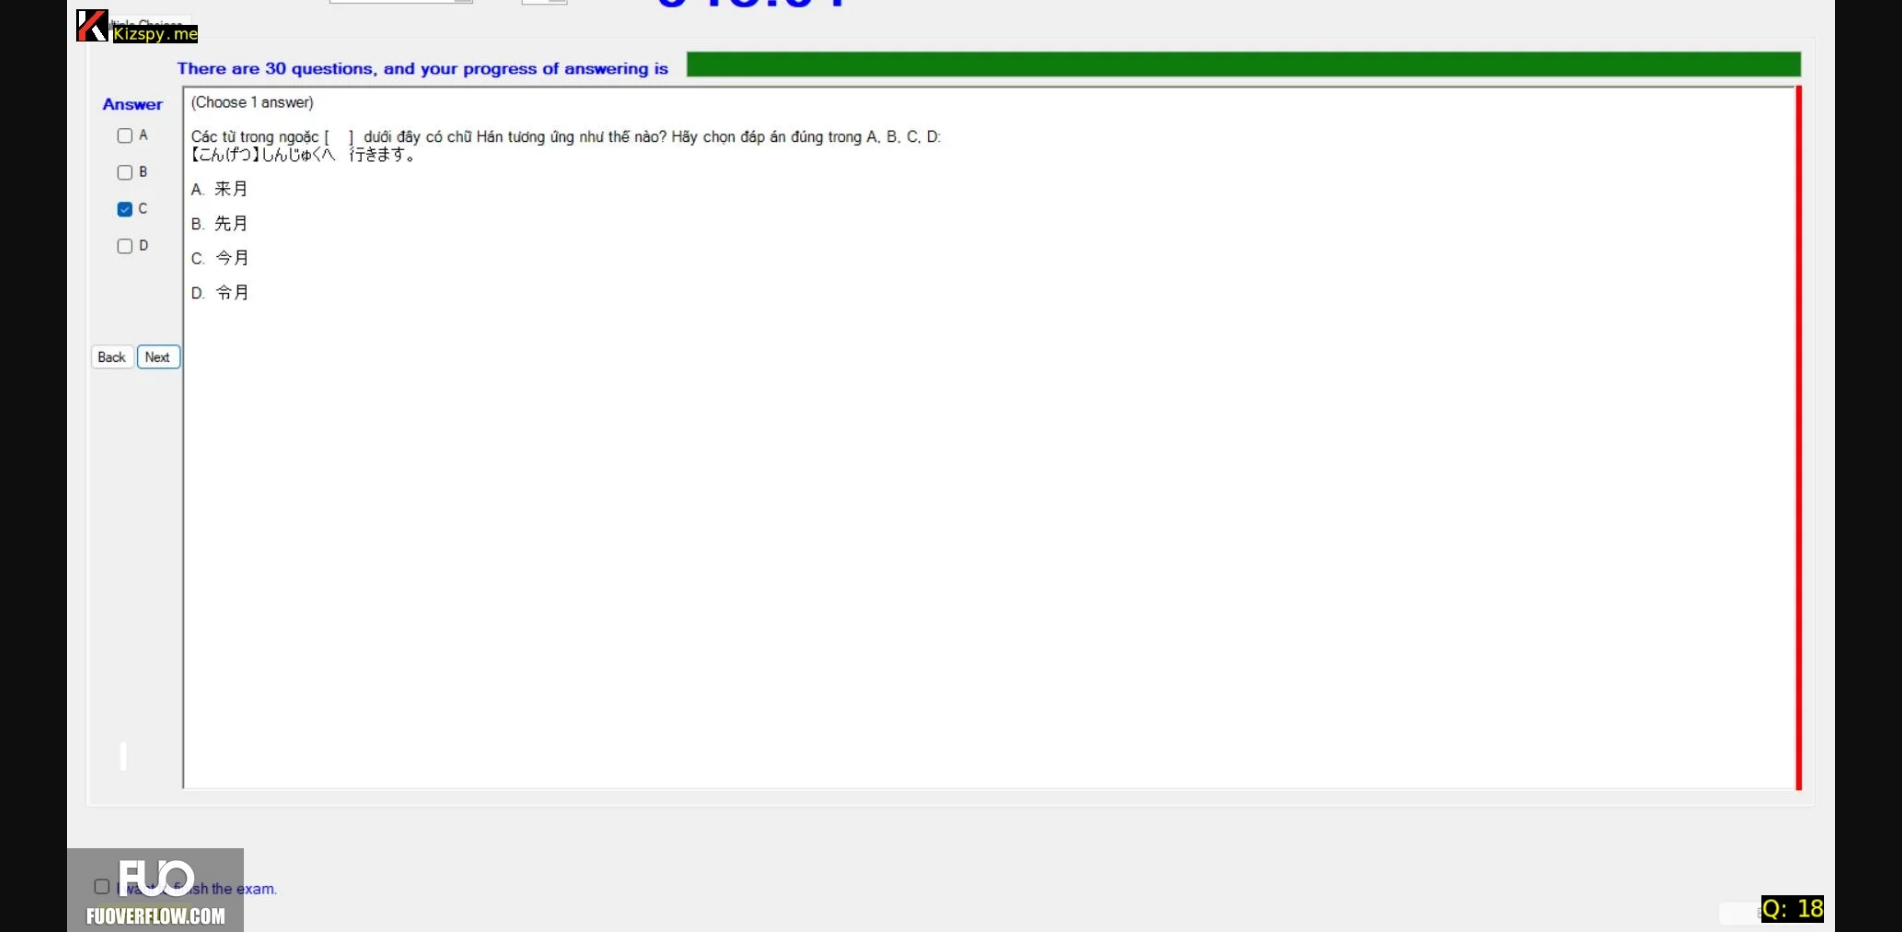 Kizspy.me
There are 30 questions, and your progress of answering is
Answer
(Choose 1 answer)
A
Các từ trong ngoặc [ ] dưới đây có chữ Hán tương ứng như thế nào? Hãy chọn đáp án đúng trong A, B, C, D:
【こんげつ】しんじゅくへ 行きます。
B
A. 来月
C
B. 先月
D
C. 今月
D. 令月
Back Next
FUO
finish the exam.
FUOVERFLOW.COM
Q: 18